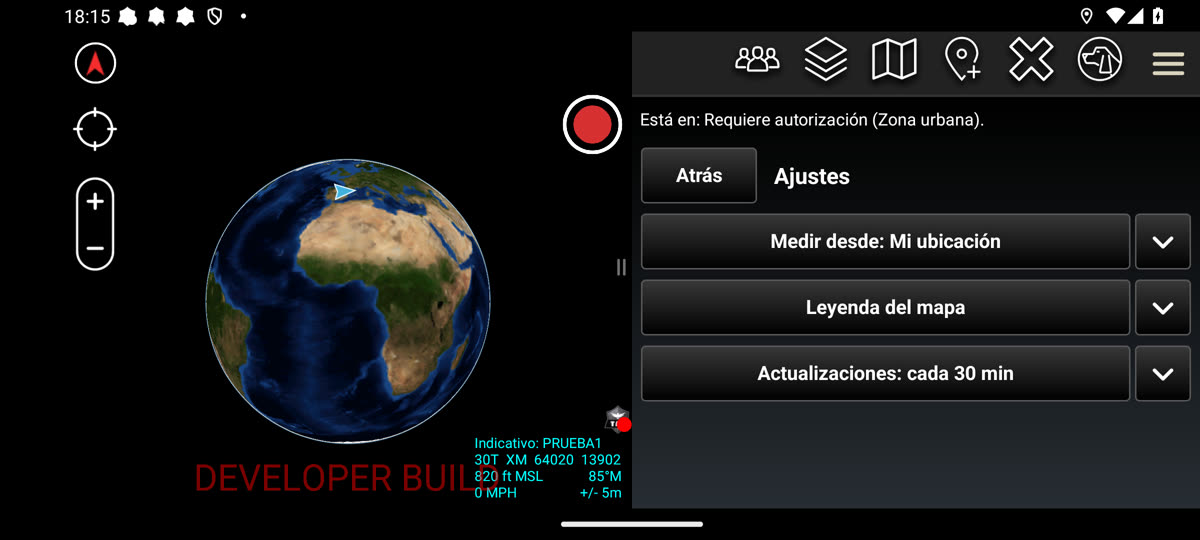 18:15
Está en: Requiere autorización (Zona urbana).
Atrás
Ajustes
Medir desde: Mi ubicación
Leyenda del mapa
Actualizaciones: cada 30 min
Indicativo: PRUEBA1
30T XM 64020 13902
820 ft MSL 85°M
0 MPH +/- 5m
DEVELOPER BUILD